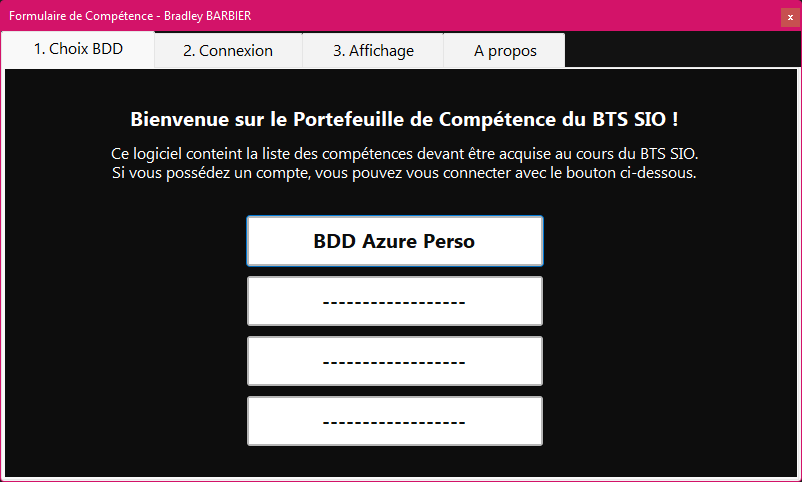 Formulaire de Compétence - Bradley BARBIER
x
1. Choix BDD
2. Connexion
3. Affichage
A propos
Bienvenue sur le Portefeuille de Compétence du BTS SIO !
Ce logiciel conteint la liste des compétences devant être acquise au cours du BTS SIO.
Si vous possédez un compte, vous pouvez vous connecter avec le bouton ci-dessous.
BDD Azure Perso
------------------
------------------
------------------